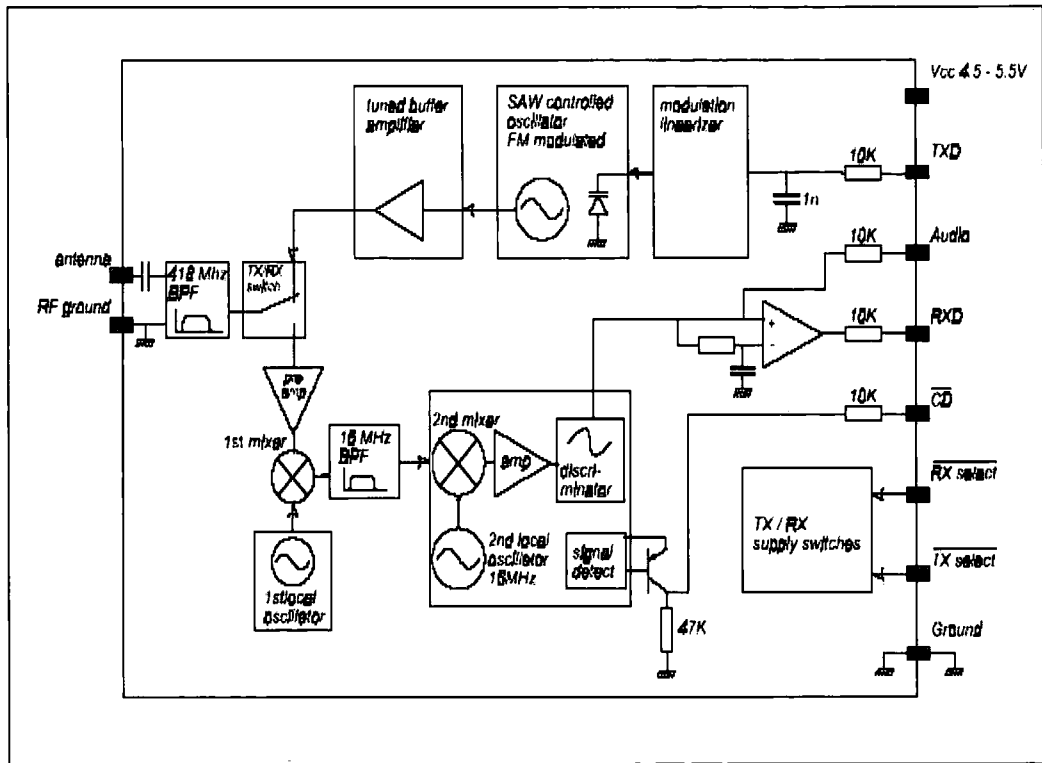 Vcc 4.5 - 5.5V
tuned buffer
amplifier
SAW controlled
oscillator
FM modulated
modulation
linearizer
10K
TXD
1n
10K
Audio
antenne
418 Mhz
BPF
TX/RX
switch
RF ground
+
-
10K
RXD
pre
amp
10K
CD
1st mixer
16 MHz
BPF
2nd mixer
amp
discri-
minator
RX select
TX / RX
supply switches
2nd local
oscillator
16MHz
signal
detect
TX select
1st local
oscillator
47K
Ground